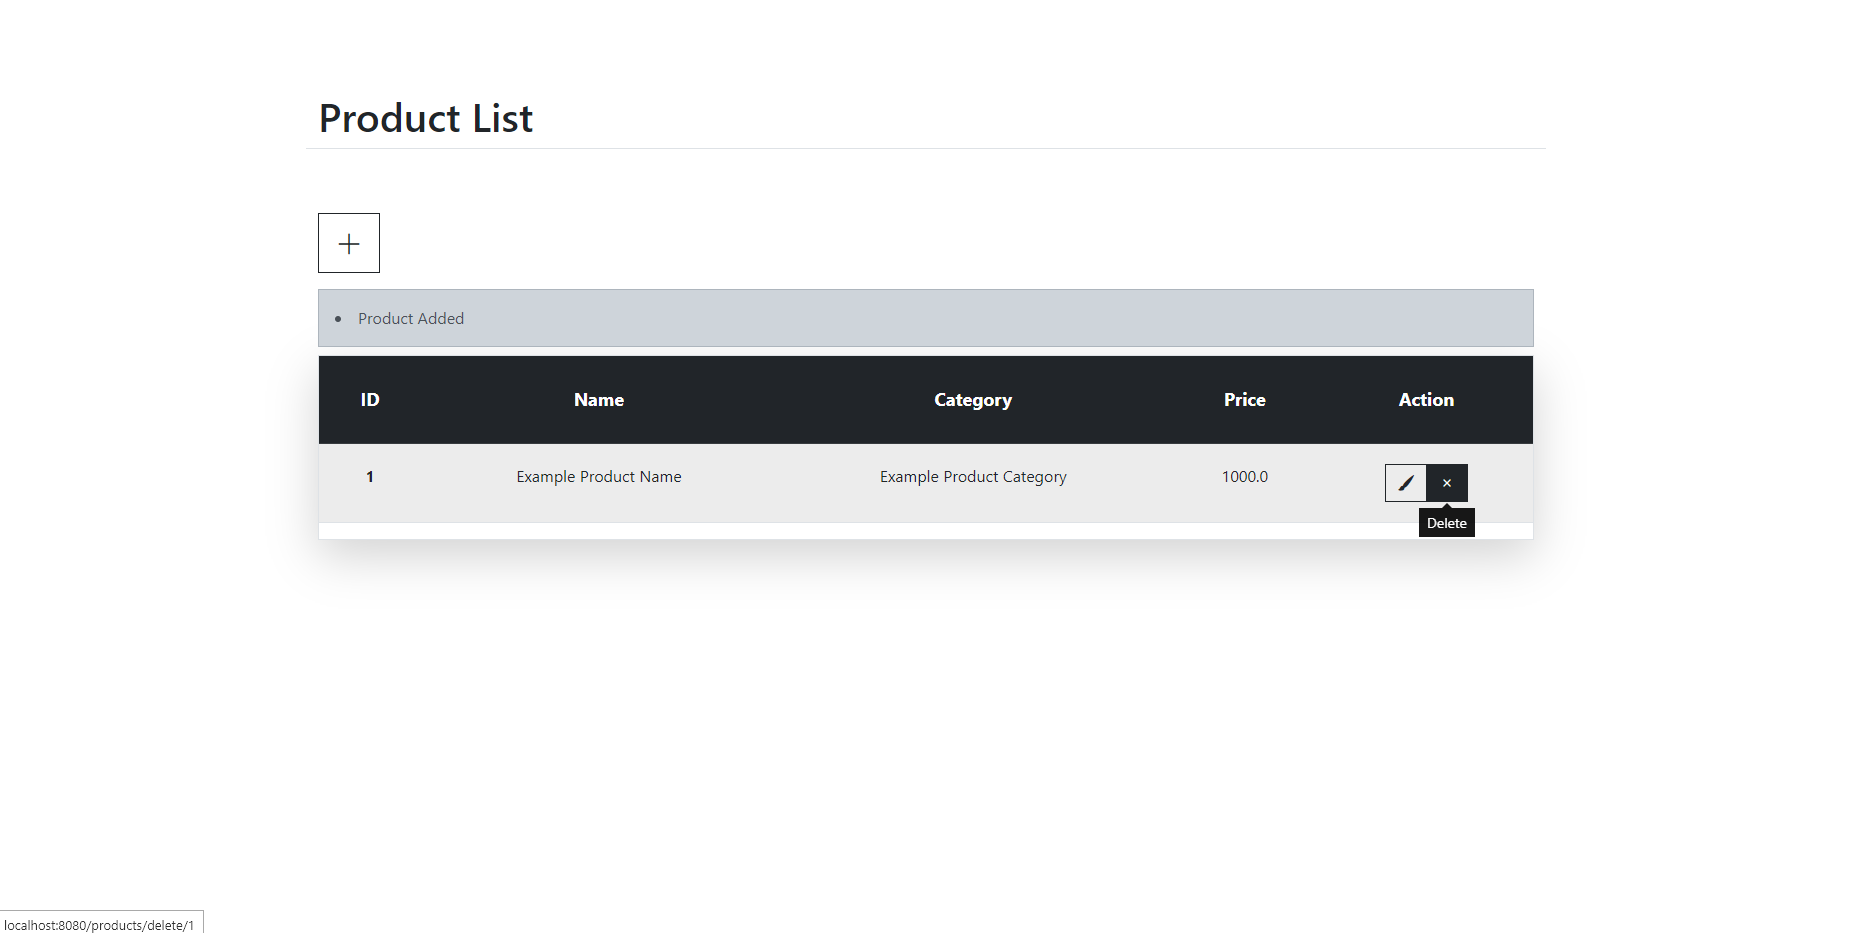 Product List
Product Added
ID Name Category Price Action
1 Example Product Name Example Product Category 1000.0
Delete
localhost:8080/products/delete/1